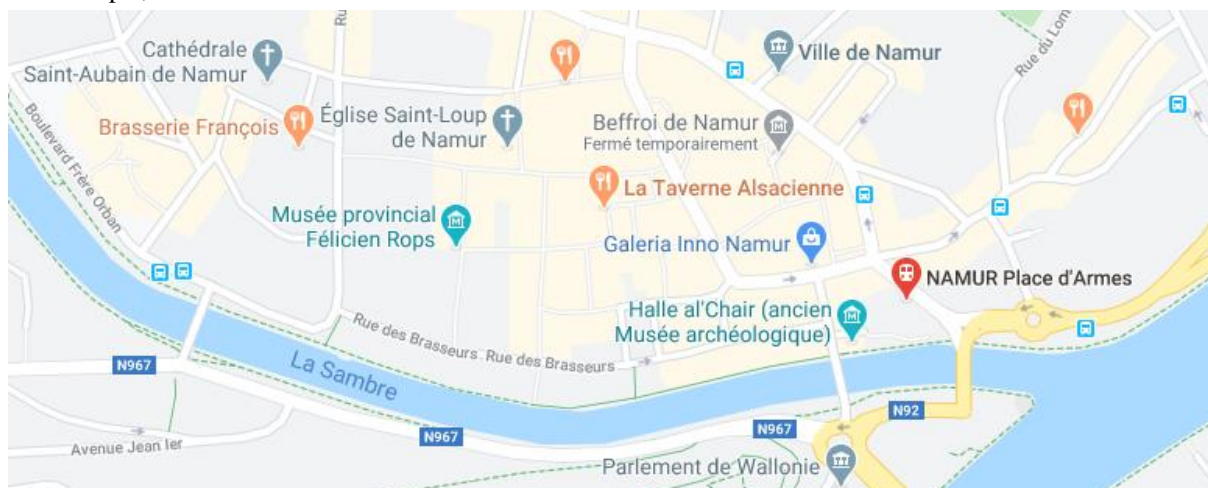 Cathédrale
Saint-Aubain de Namur
Ville de Namur
Rue du Lom
Boulevard Frère Orban
Brasserie François
Église Saint-Loup
de Namur
Beffroi de Namur
Fermé temporairement
La Taverne Alsacienne
Musée provincial
Félicien Rops
Galeria Inno Namur
NAMUR Place d'Armes
Halle al'Chair (ancien
Musée archéologique)
Rue des Brasseurs
Rue des Brasseurs
La Sambre
N967
N92
N967
N967
Avenue Jean Ier
Parlement de Wallonie